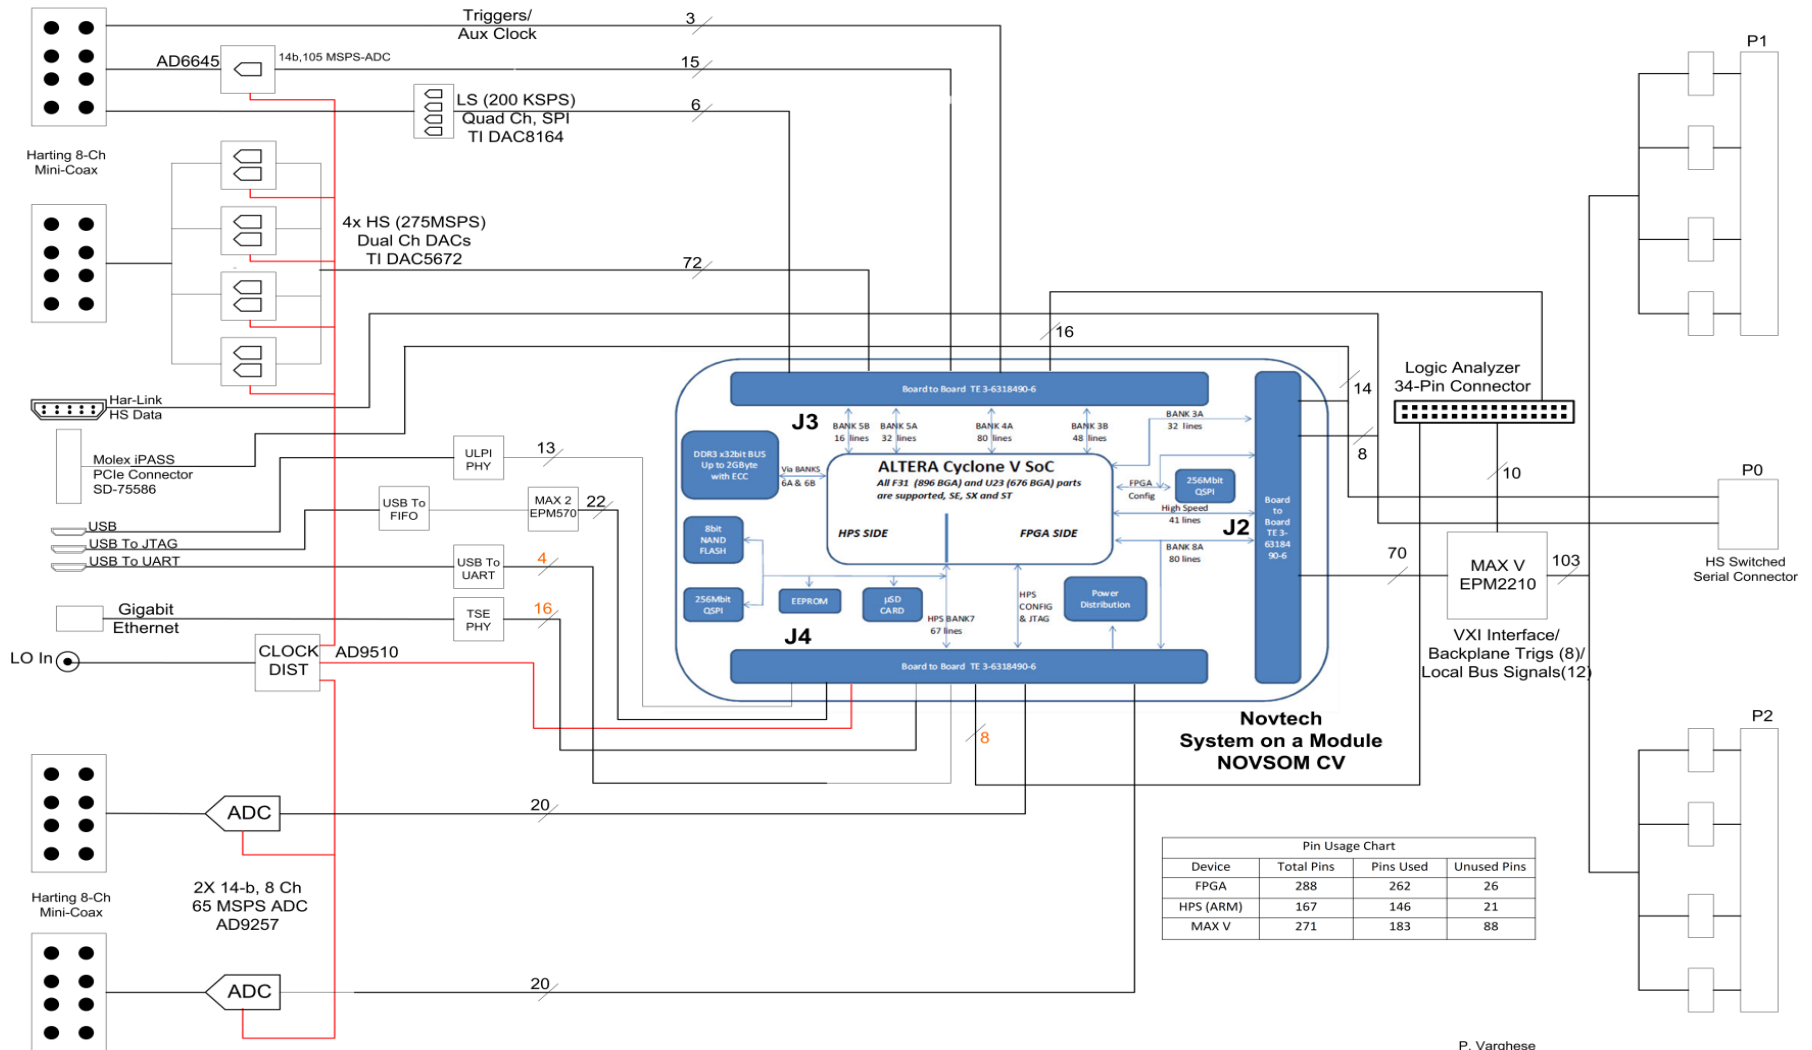 Triggers/
Aux Clock
3
AD6645
14b,105 MSPS-ADC
15
LS (200 KSPS)
Quad Ch, SPI
TI DAC8164
6
Harting 8-Ch
Mini-Coax
4x HS (275MSPS)
Dual Ch DACs
TI DAC5672
72
16
P1
Har-Link
HS Data
Molex iPASS
PCIe Connector
SD-75586
ULPI
PHY
13
USB To
FIFO
MAX 2
EPM570
22
USB
USB To JTAG
USB To UART
USB To
UART
4
Gigabit
Ethernet
TSE
PHY
16
LO In
CLOCK
DIST
AD9510
Board to Board TE 3-6318490-6
J3
BANK 5B
16 lines
BANK 5A
32 lines
BANK 4A
80 lines
BANK 3B
48 lines
BANK 3A
32 lines
DDR3 x32bit BUS
Up to 2GByte
with ECC
Via BANKS
6A & 6B
ALTERA Cyclone V SoC
All F31 (896 BGA) and U23 (676 BGA) parts
are supported, SE, SX and ST
HPS SIDE
FPGA SIDE
FPGA
Config
256Mbit
QSPI
High Speed
41 lines
J2
BANK 8A
80 lines
Board
to
Board
TE 3-
63184
90-6
8bit
NAND
FLASH
256Mbit
QSPI
EEPROM
µSD
CARD
HPS BANK7
67 lines
HPS
CONFIG
& JTAG
Power
Distribution
J4
Board to Board TE 3-6318490-6
8
Novtech
System on a Module
NOVSOM CV
14
8
Logic Analyzer
34-Pin Connector
10
70
MAX V
EPM2210
103
VXI Interface/
Backplane Trigs (8)/
Local Bus Signals(12)
P0
HS Switched
Serial Connector
P2
ADC
20
Harting 8-Ch
Mini-Coax
2X 14-b, 8 Ch
65 MSPS ADC
AD9257
ADC
20
Pin Usage Chart
Device Total Pins Pins Used Unused Pins
FPGA 288 262 26
HPS (ARM) 167 146 21
MAX V 271 183 88
P. Varghese